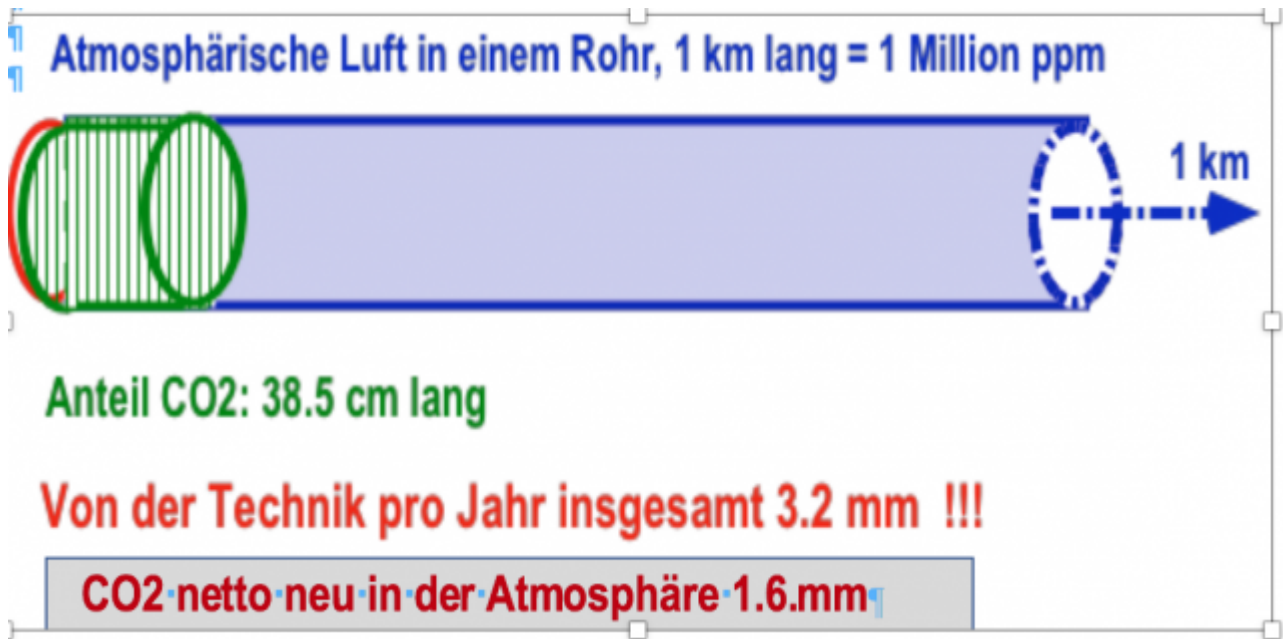 ¶
Atmosphärische Luft in einem Rohr, 1 km lang = 1 Million ppm
¶
1 km
Anteil CO2: 38.5 cm lang
Von der Technik pro Jahr insgesamt 3.2 mm !!!
CO2·netto·neu·in·der·Atmosphäre·1.6.mm¶